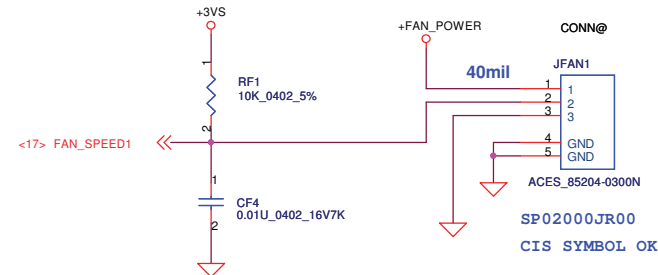 +3VS
+FAN_POWER
CONN@
JFAN1
40mil
1
RF1
10K_0402_5%
2
1 1
2 2
3 3
<17> FAN_SPEED1
4 GND
5 GND
1
ACES_85204-0300N
CF4
0.01U_0402_16V7K
2
SP02000JR00
CIS SYMBOL OK